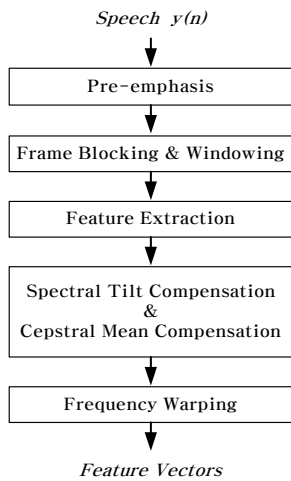 Speech y(n)
Pre-emphasis
Frame Blocking & Windowing
Feature Extraction
Spectral Tilt Compensation
&
Cepstral Mean Compensation
Frequency Warping
Feature Vectors